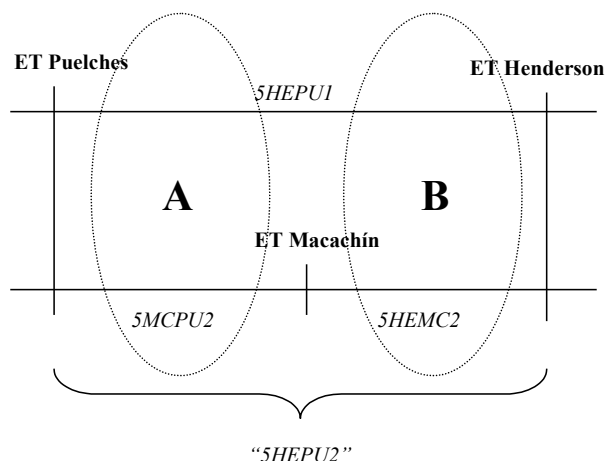 ET Puelches
ET Henderson
5HEPU1
A
B
ET Macachín
5MCPU2
5HEMC2
“5HEPU2”